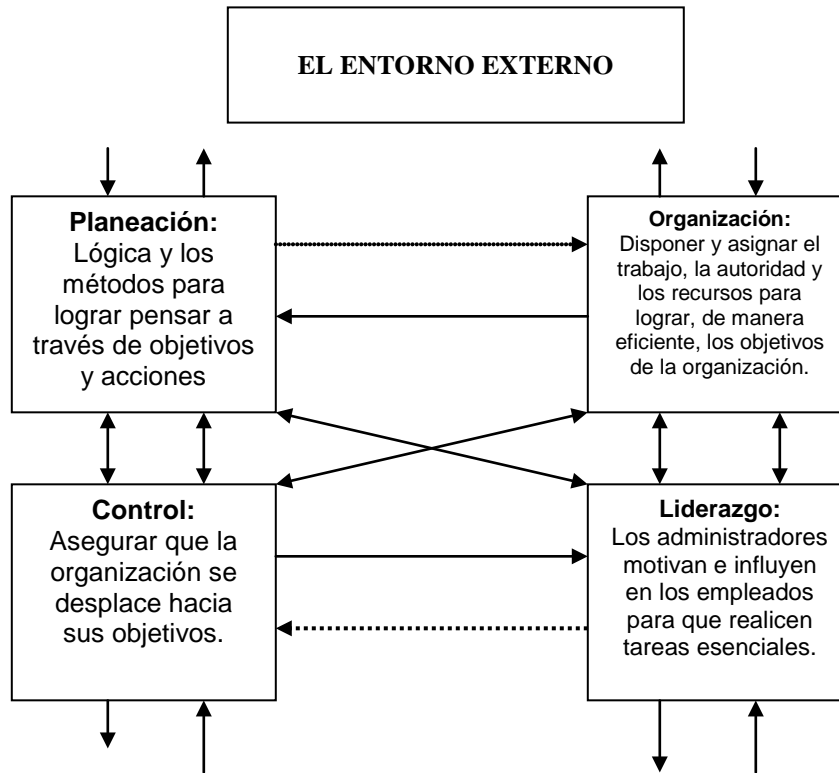 EL ENTORNO EXTERNO
Planeación:
Lógica y los
métodos para
lograr pensar a
través de objetivos
y acciones
Organización:
Disponer y asignar el
trabajo, la autoridad y
los recursos para
lograr, de manera
eficiente, los objetivos
de la organización.
Control:
Asegurar que la
organización se
desplace hacia
sus objetivos.
Liderazgo:
Los administradores
motivan e influyen
en los empleados
para que realicen
tareas esenciales.